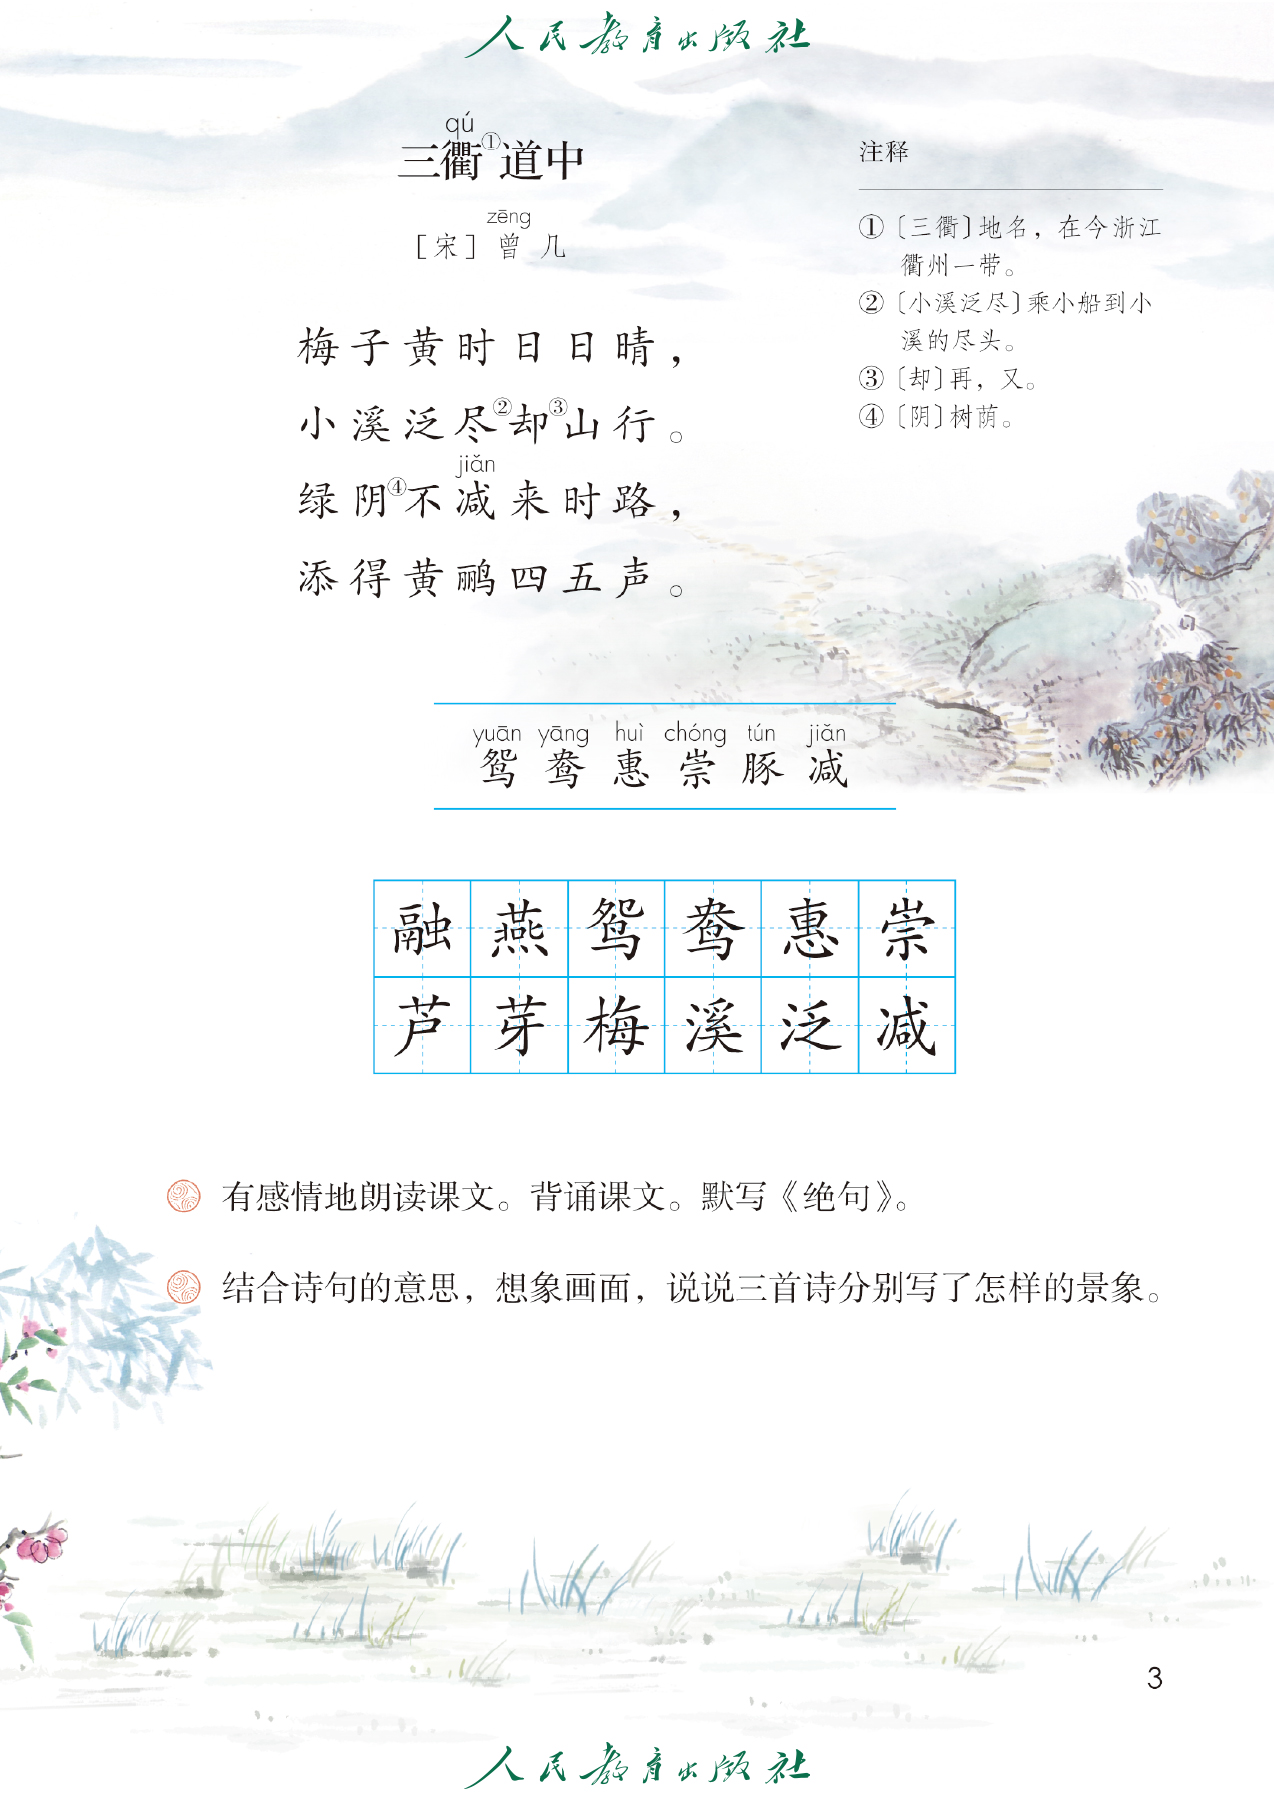 人民教育出版社
qú
三衢①道中
zēng
［宋］曾几
梅子黄时日日晴，
小溪泛尽②却③山行。
jiǎn
绿阴④不减来时路，
添得黄鹂四五声。
注释
①〔三衢〕地名，在今浙江
衢州一带。
②〔小溪泛尽〕乘小船到小
溪的尽头。
③〔却〕再，又。
④〔阴〕树荫。
yuān yāng huì chóng tún jiǎn
鸳鸯惠崇豚减
融燕鸳鸯惠崇
芦芽梅溪泛减
有感情地朗读课文。背诵课文。默写《绝句》。
结合诗句的意思，想象画面，说说三首诗分别写了怎样的景象。
3
人民教育出版社